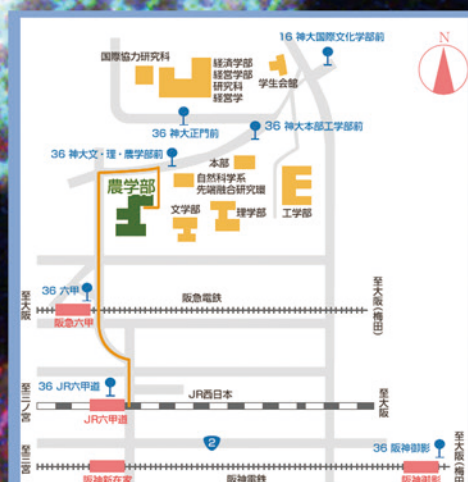 16 神大国際文化学部前
N
国際協力研究科
経済学部
経営学部
研究科
経営学
学生会館
36 神大正門前
36 神大本部工学部前
36 神大文・理・農学部前
本部
農学部
自然科学系
先端融合研究環
文学部
理学部
工学部
36 六甲
至大阪
阪急電鉄
至大阪(梅田)
阪急六甲
36 JR六甲道
至三ノ宮
JR西日本
至大阪
JR六甲道
2
36 阪神御影
至三宮
至大阪(梅田)
阪神新在家
阪神電鉄
阪神御影